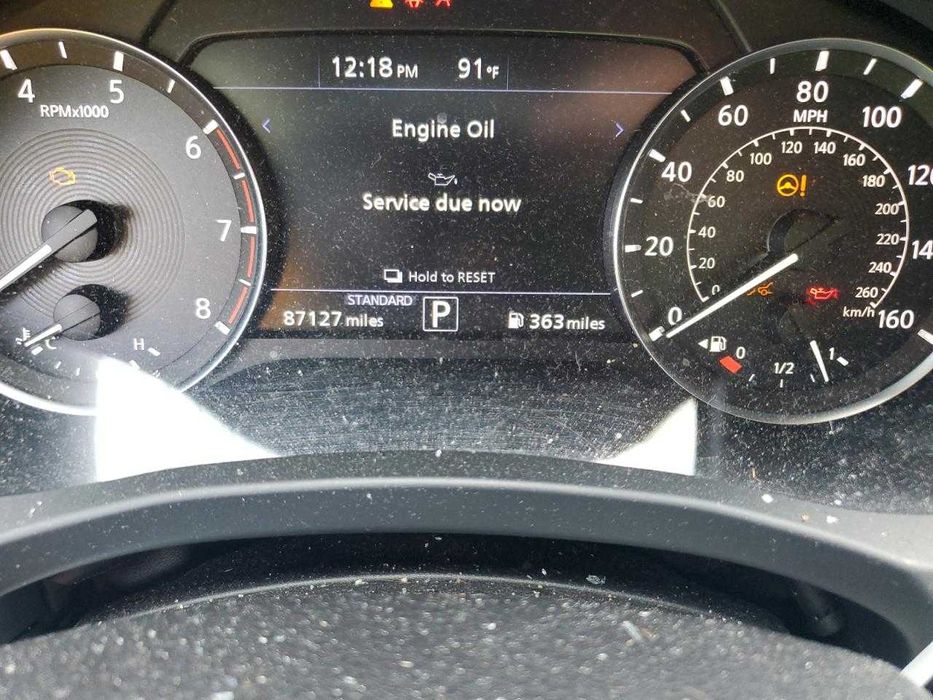 12:18 PM 91°F
Engine Oil
Service due now
Hold to RESET
STANDARD
87127 miles P 363 miles
4 5 6 7 8
RPMx1000
C H
0 20 40 60 80 100 120 140 160
MPH
0 20 40 60 80 100 120 140 160 180 200 220 240 260
km/h
0 1/2 1